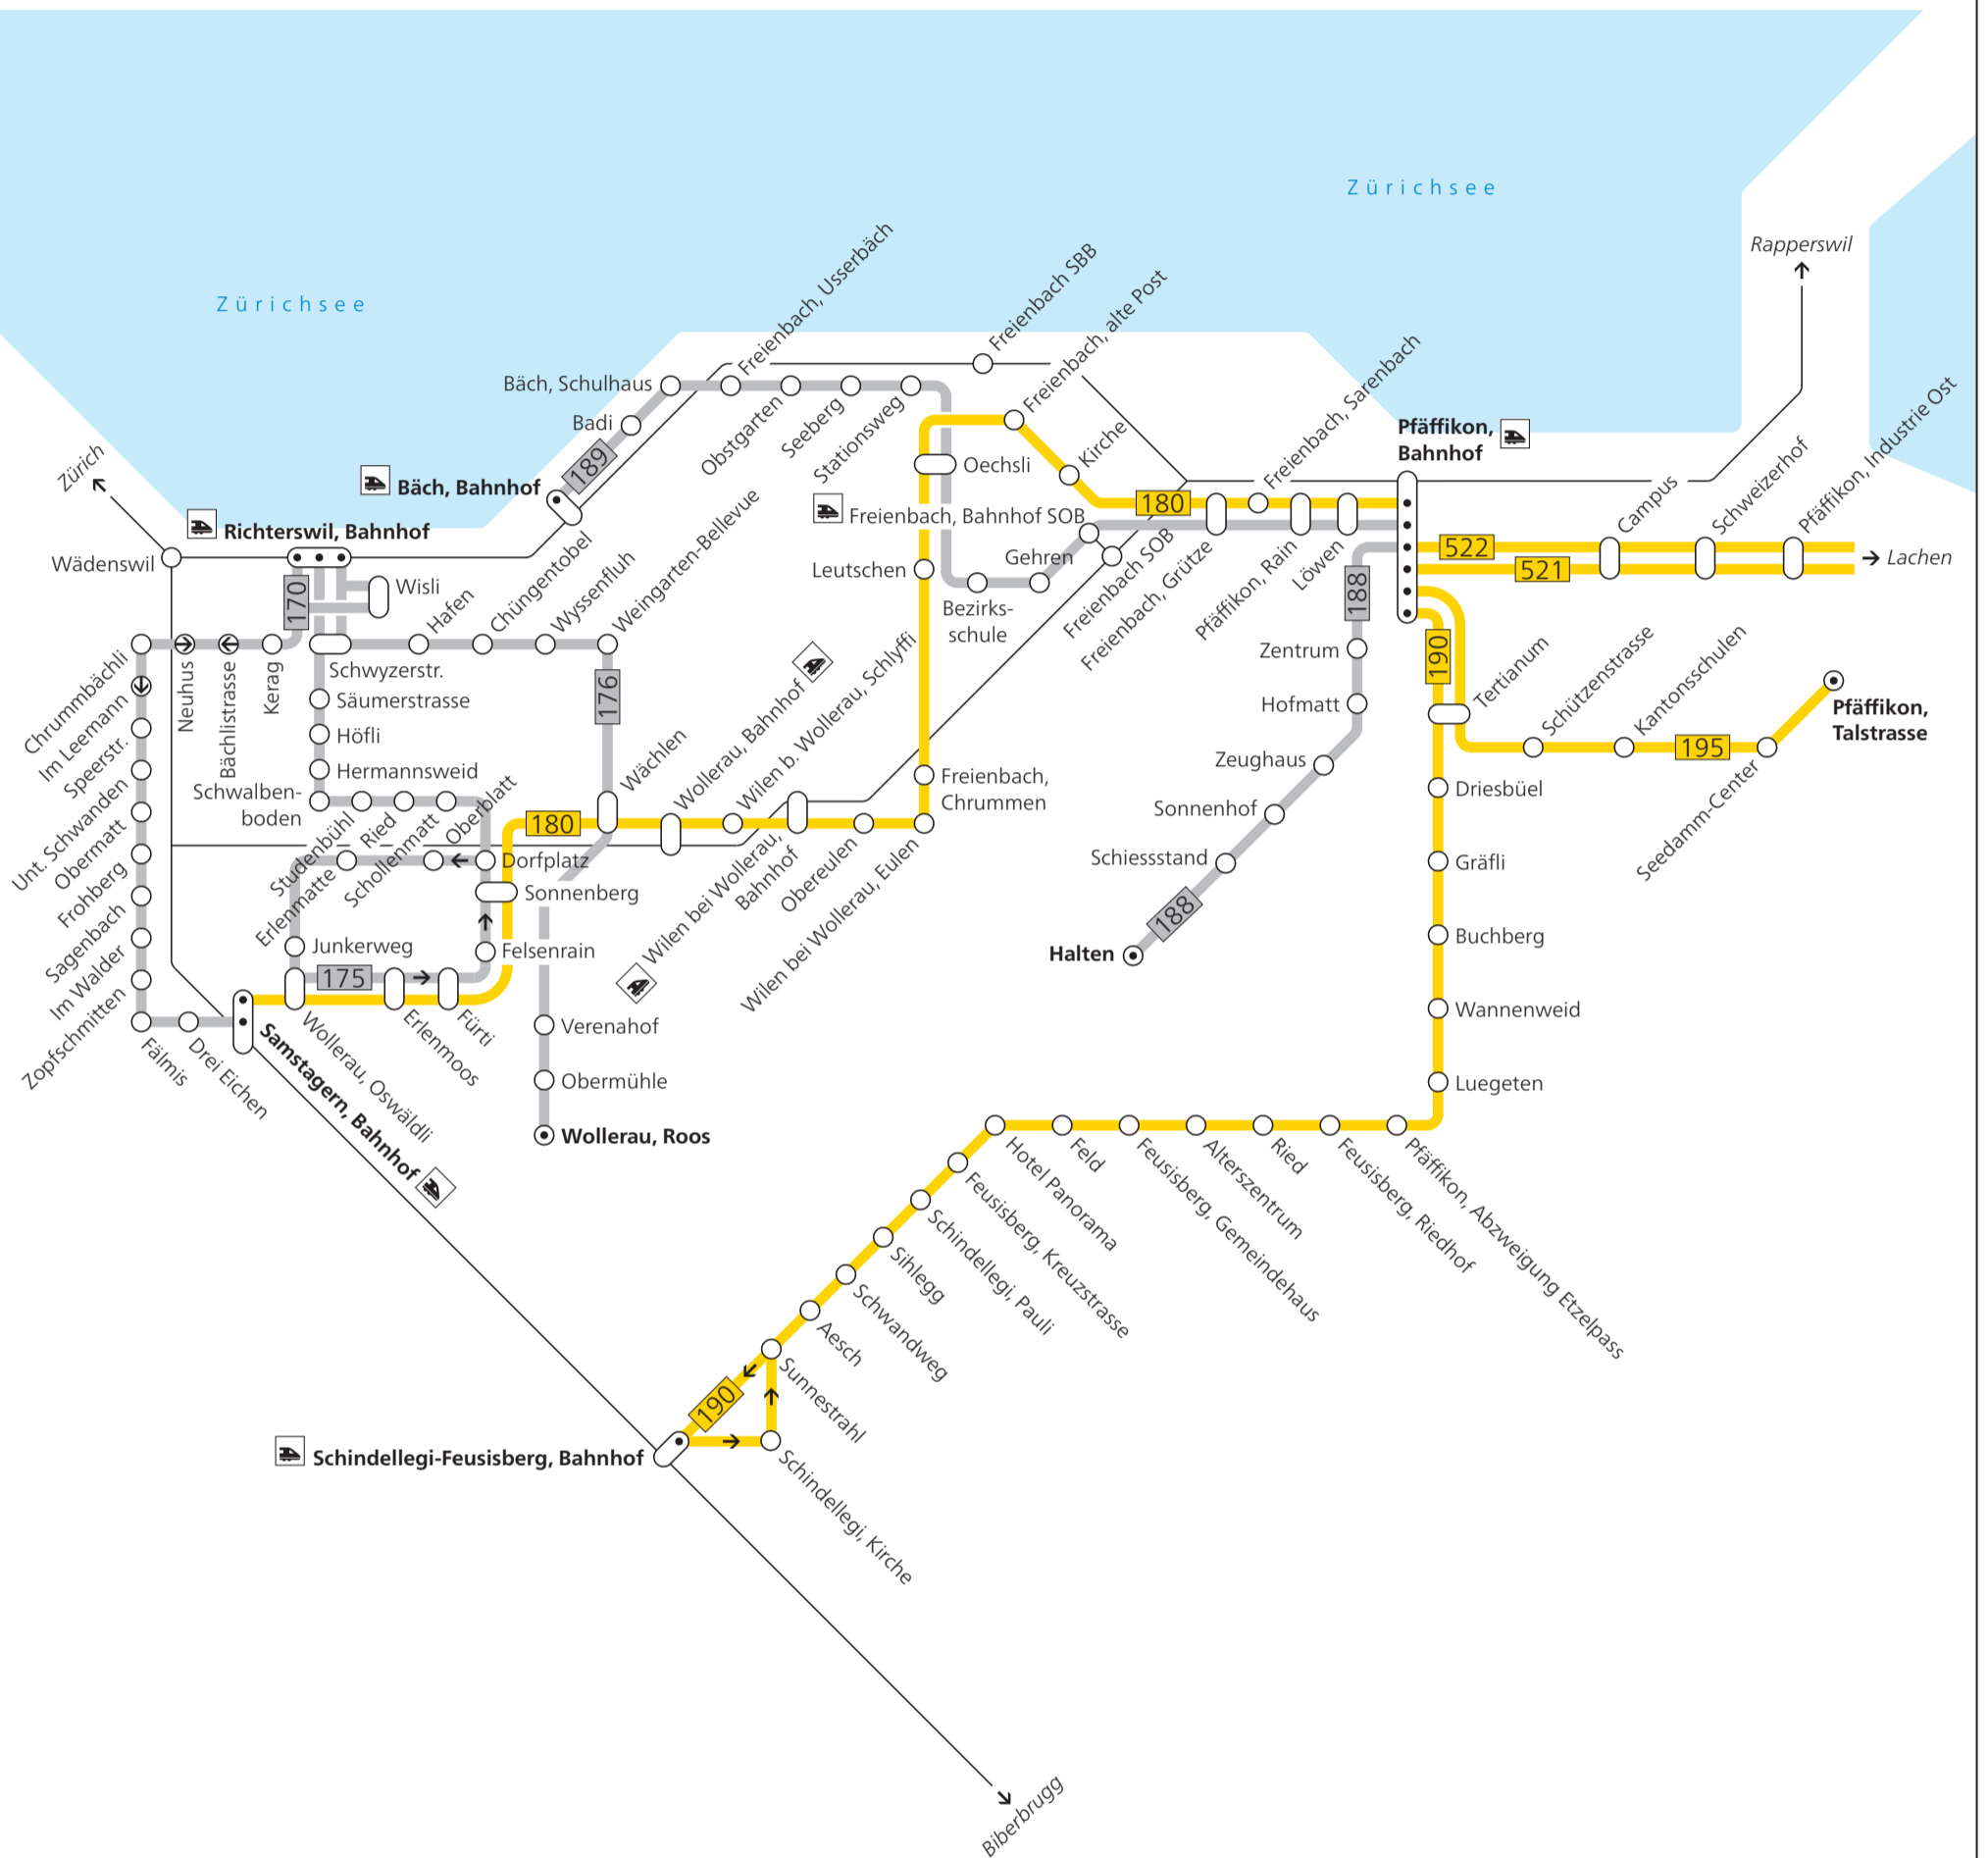 Zürichsee
Zürichsee
Rapperswil
Freienbach, Usserbäch
Freienbach SBB
Freienbach, alte Post
Bäch, Schulhaus
Badi
189
Obstgarten
Seeberg
Stationsweg
Oechsli
Kirche
Freienbach, Sarenbach
Pfäffikon,
Bahnhof
Zürich
Bäch, Bahnhof
Richterswil, Bahnhof
Wädenswil
Freienbach, Bahnhof SOB
180
Gehren
Freienbach SOB
Freienbach, Grütze
Pfäffikon, Rain
Löwen
522
521
Campus
Schweizerhof
Pfäffikon, Industrie Ost
Lachen
170
Wisli
Hafen
Chüngentobel
Wyssenfluh
Weingarten-Bellevue
Leutschen
Bezirks-
schule
188
Zentrum
Hofmatt
Zeughaus
Sonnenhof
Schiessstand
188
Halten
190
Tertianum
Schützenstrasse
Kantonsschulen
195
Seedamm-Center
Pfäffikon,
Talstrasse
Chrummbächli
Im Leemann
Speerstr.
Unt. Schwanden
Obermatt
Frohberg
Sagenbach
Im Walder
Zopfschmitten
Fälmis
Drei Eichen
Neuhus
Bächlistrasse
Kerag
Schwyzerstr.
Säumerstrasse
Höfli
Hermannsweid
Schwalben-
boden
Studenbühl
Ried
Schollenmatt
Oberblatt
176
Wächlen
Wollerau, Bahnhof
Wilen b. Wollerau, Schlyffi
Freienbach,
Chrummen
180
Erlenmatte
Dorfplatz
Sonnenberg
Wilen bei Wollerau,
Bahnhof
Obereulen
Wilen bei Wollerau, Eulen
Junkerweg
175
Felsenrain
Wollerau, Oswäldli
Erlenmoos
Fürti
Samstagern, Bahnhof
Verenahof
Obermühle
Wollerau, Roos
Driesbüel
Gräfli
Buchberg
Wannenweid
Luegeten
Hotel Panorama
Feld
Feusisberg, Gemeindehaus
Alterszentrum
Ried
Feusisberg, Riedhof
Pfäffikon, Abzweigung Etzelpass
Feusisberg, Kreuzstrasse
Schindellegi, Pauli
Sihlegg
Schwandweg
Aesch
Sunnestrahl
190
Schindellegi-Feusisberg, Bahnhof
Schindellegi, Kirche
Biberbrugg